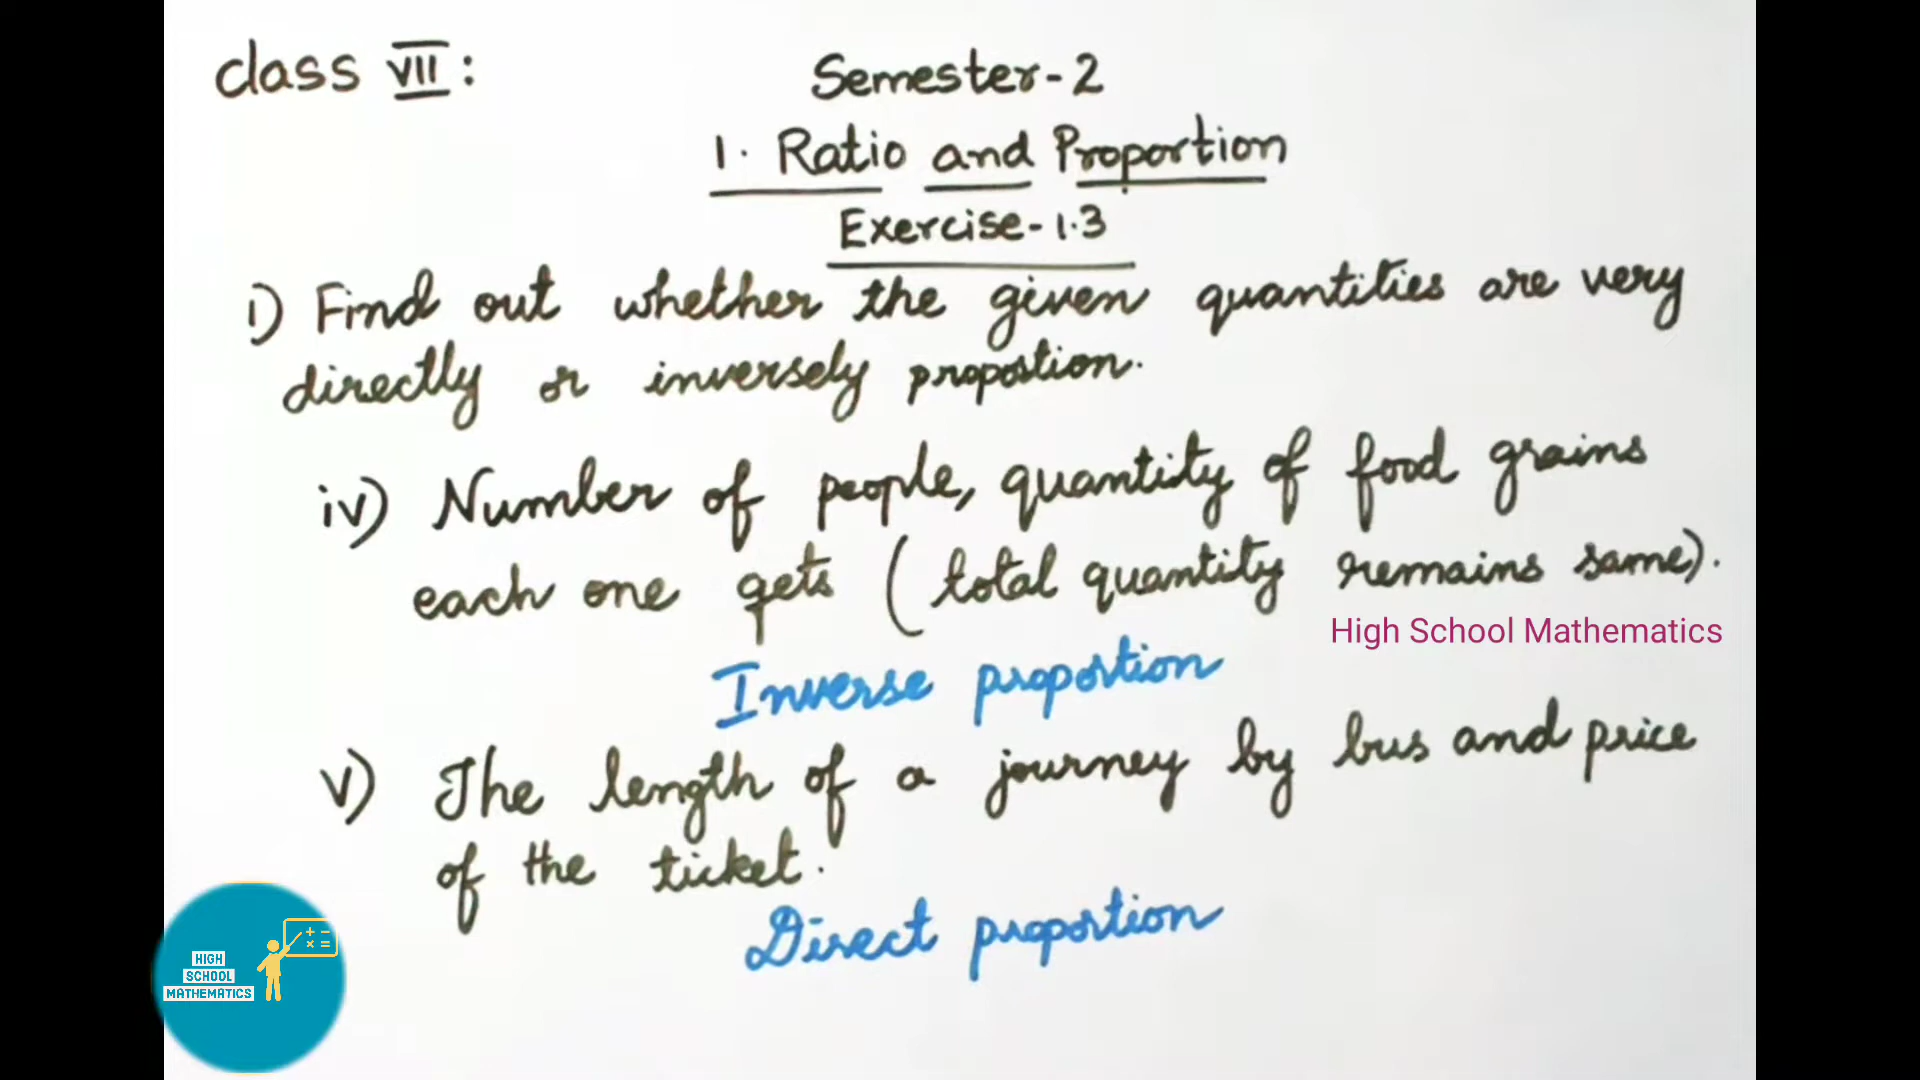 class VII:
Semester-2
1. Ratio and Proportion
Exercise-1.3
1) Find out whether the given quantities are very
directly or inversely proportion.
iv) Number of people, quantity of food grains
each one gets (total quantity remains same).
High School Mathematics
Inverse proportion
v) The length of a journey by bus and price
of the ticket.
Direct proportion
HIGH
SCHOOL
MATHEMATICS
+ -
× =